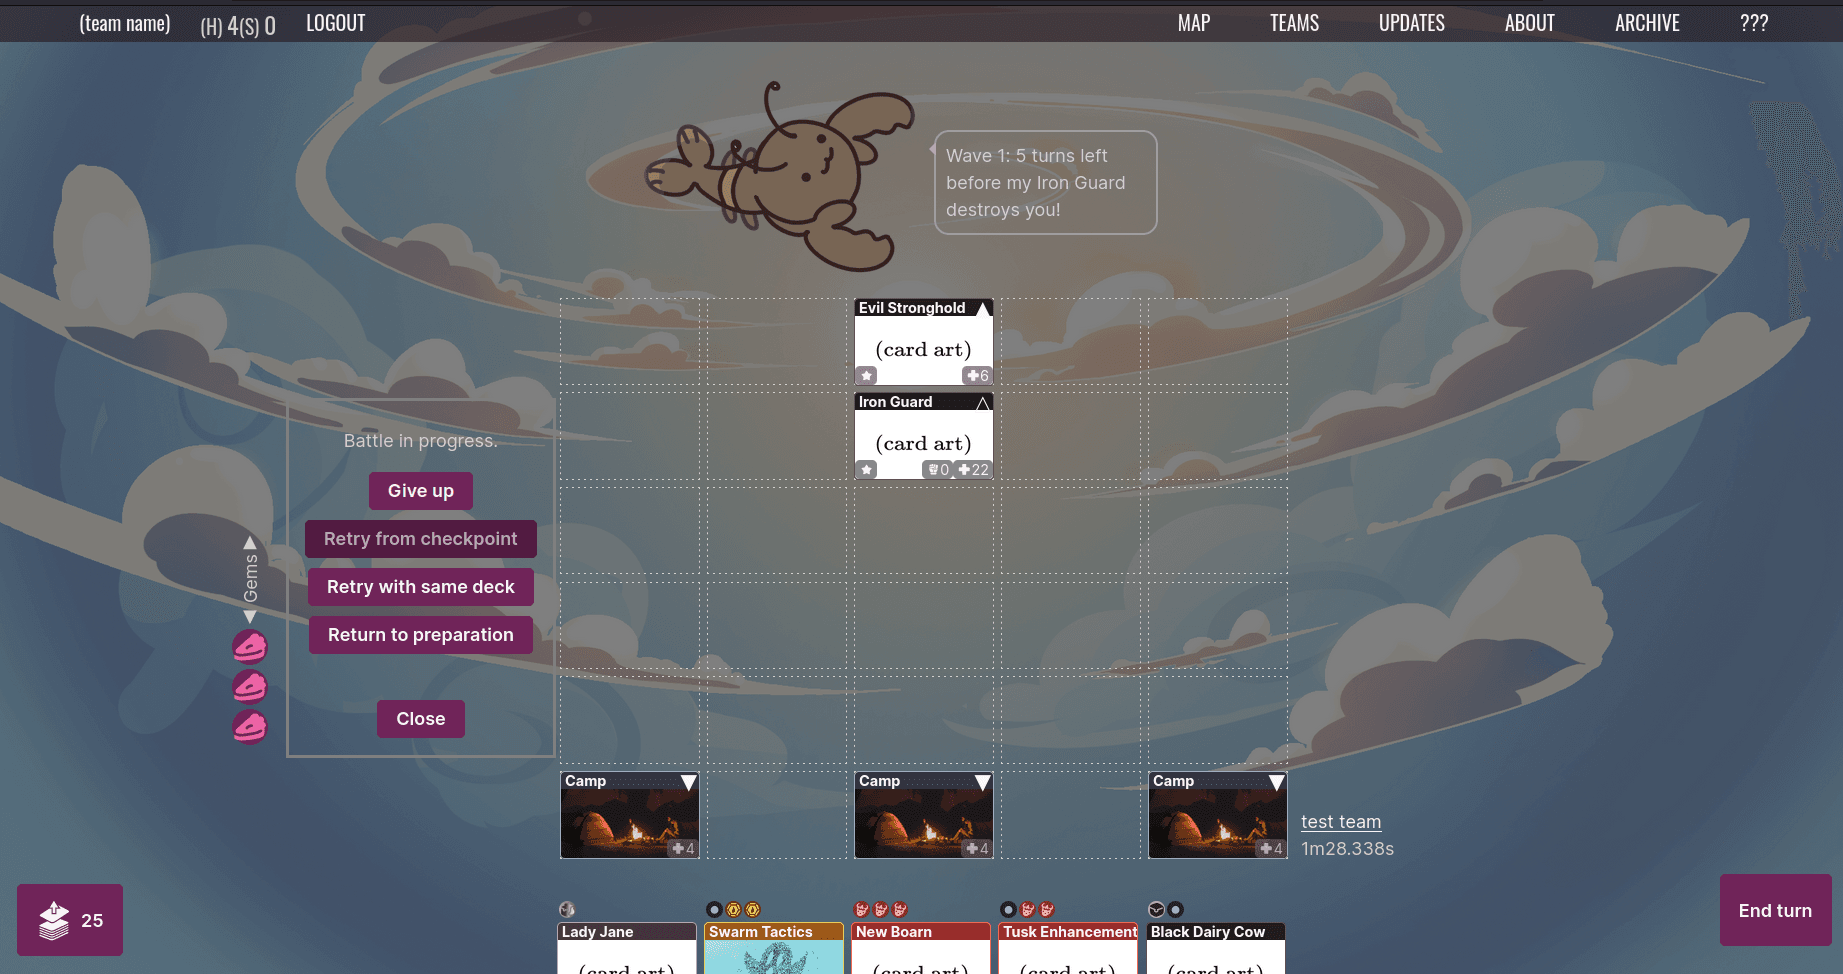 (team name) (H) 4(S) 0 LOGOUT MAP TEAMS UPDATES ABOUT ARCHIVE ???
Wave 1: 5 turns left
before my Iron Guard
destroys you!
Evil Stronghold
(card art)
6
Iron Guard
(card art)
0 22
Battle in progress.
Give up
Retry from checkpoint
Retry with same deck
Return to preparation
Close
Gems
Camp
4
Camp
4
Camp
4
test team
1m28.338s
25
End turn
Lady Jane
(card art)
Swarm Tactics
New Boarn
(card art)
Tusk Enhancement
(card art)
Black Dairy Cow
(card art)